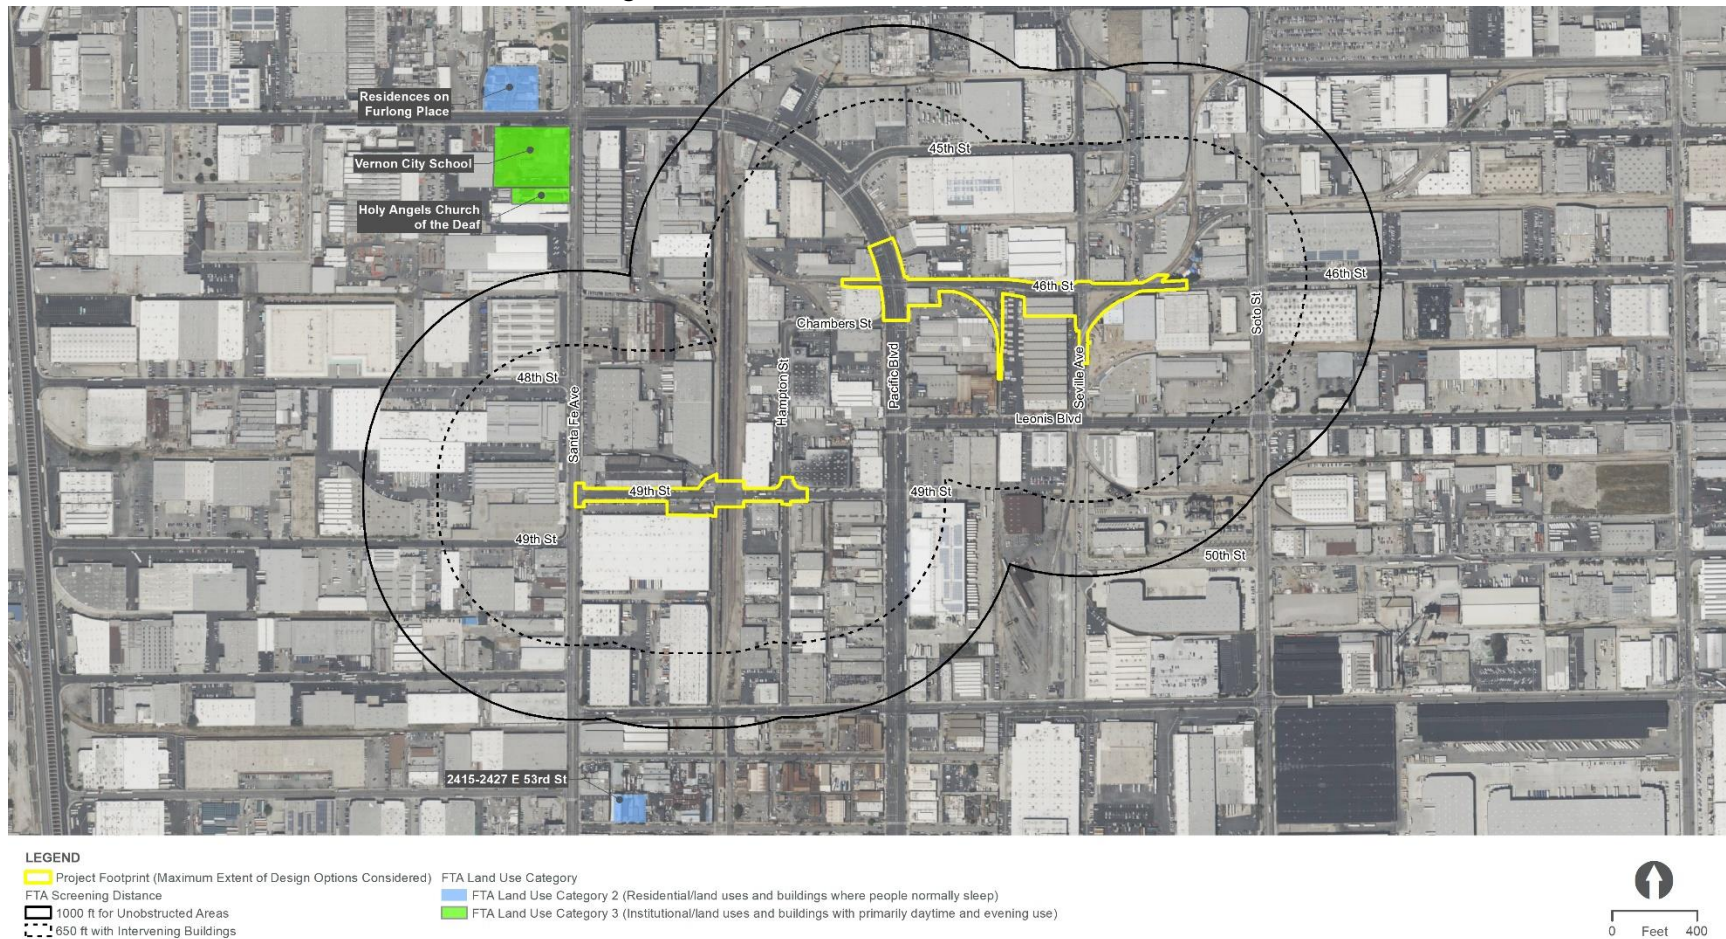 Residences on
Furlong Place
Vernon City School
Holy Angels Church
of the Deaf
45th St
46th St
46th St
Chambers St
Soto St
Hampton St
Pacific Blvd
Seville Ave
48th St
Santa Fe Ave
Leonis Blvd
49th St
49th St
49th St
50th St
2415-2427 E 53rd St
LEGEND
Project Footprint (Maximum Extent of Design Options Considered)
FTA Screening Distance
1000 ft for Unobstructed Areas
650 ft with Intervening Buildings
FTA Land Use Category
FTA Land Use Category 2 (Residential/land uses and buildings where people normally sleep)
FTA Land Use Category 3 (Institutional/land uses and buildings with primarily daytime and evening use)
0 Feet 400